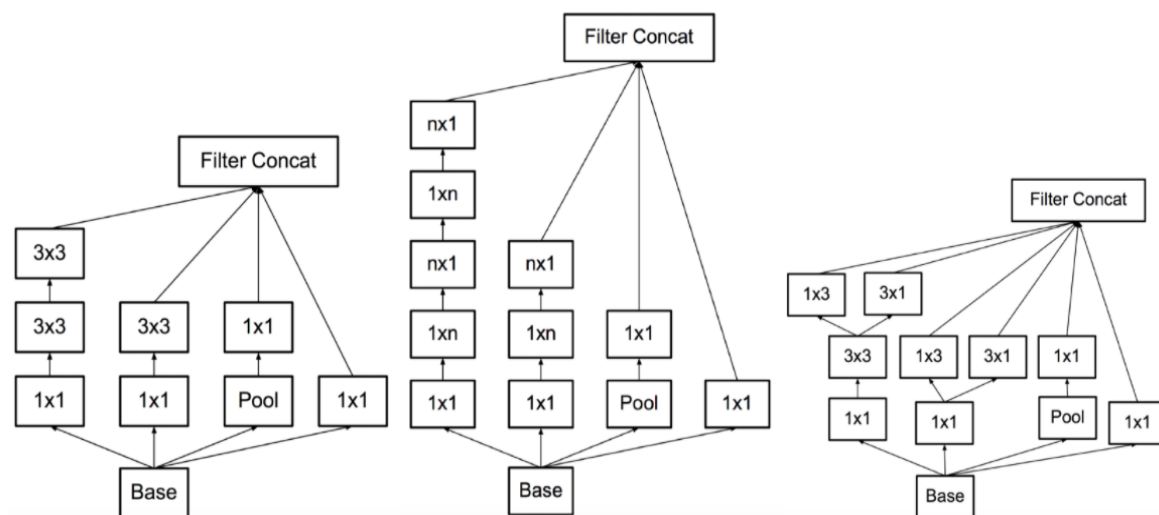 Filter Concat
3x3
3x3
3x3
1x1
1x1
1x1
Pool
1x1
Base
Filter Concat
nx1
1xn
nx1
nx1
1xn
1xn
1x1
1x1
1x1
Pool
1x1
Base
Filter Concat
1x3
3x1
3x3
1x3
3x1
1x1
1x1
1x1
Pool
1x1
Base